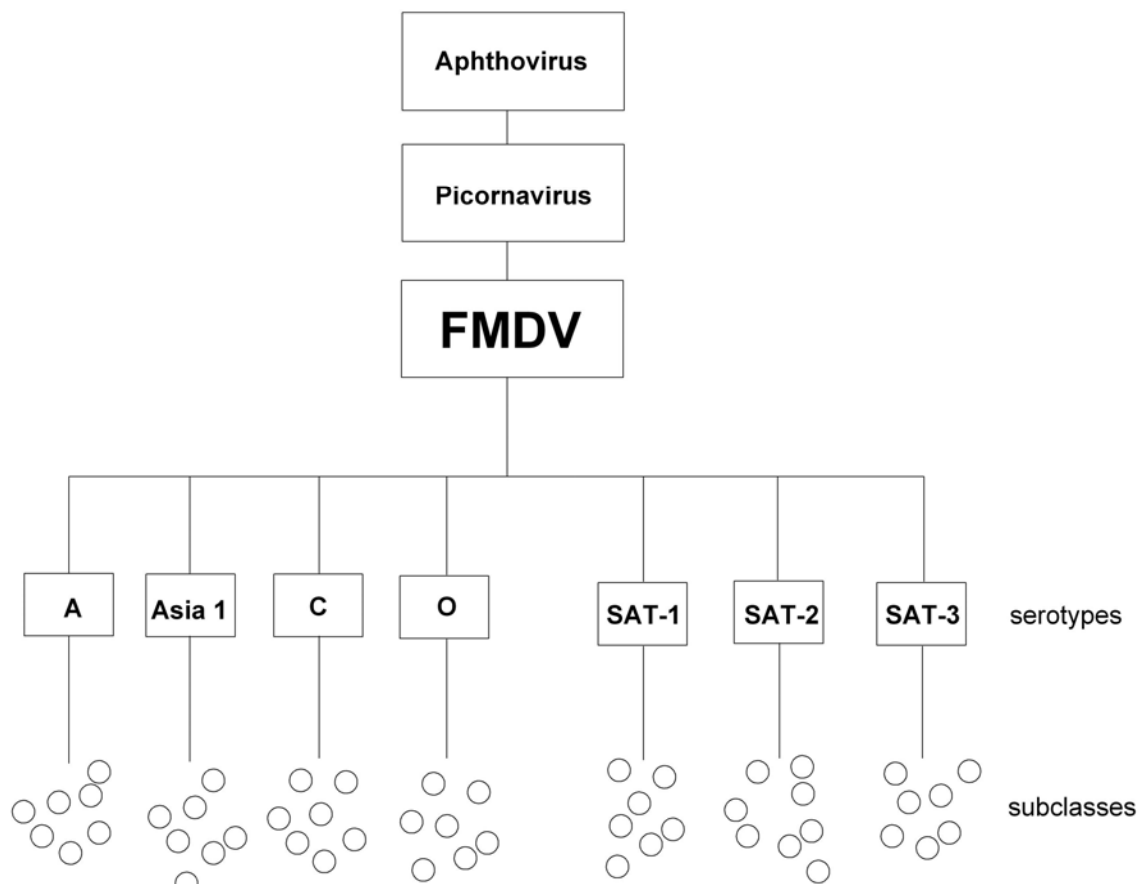 Aphthovirus
Picornavirus
FMDV
A
Asia 1
C
O
SAT-1
SAT-2
SAT-3
serotypes
subclasses